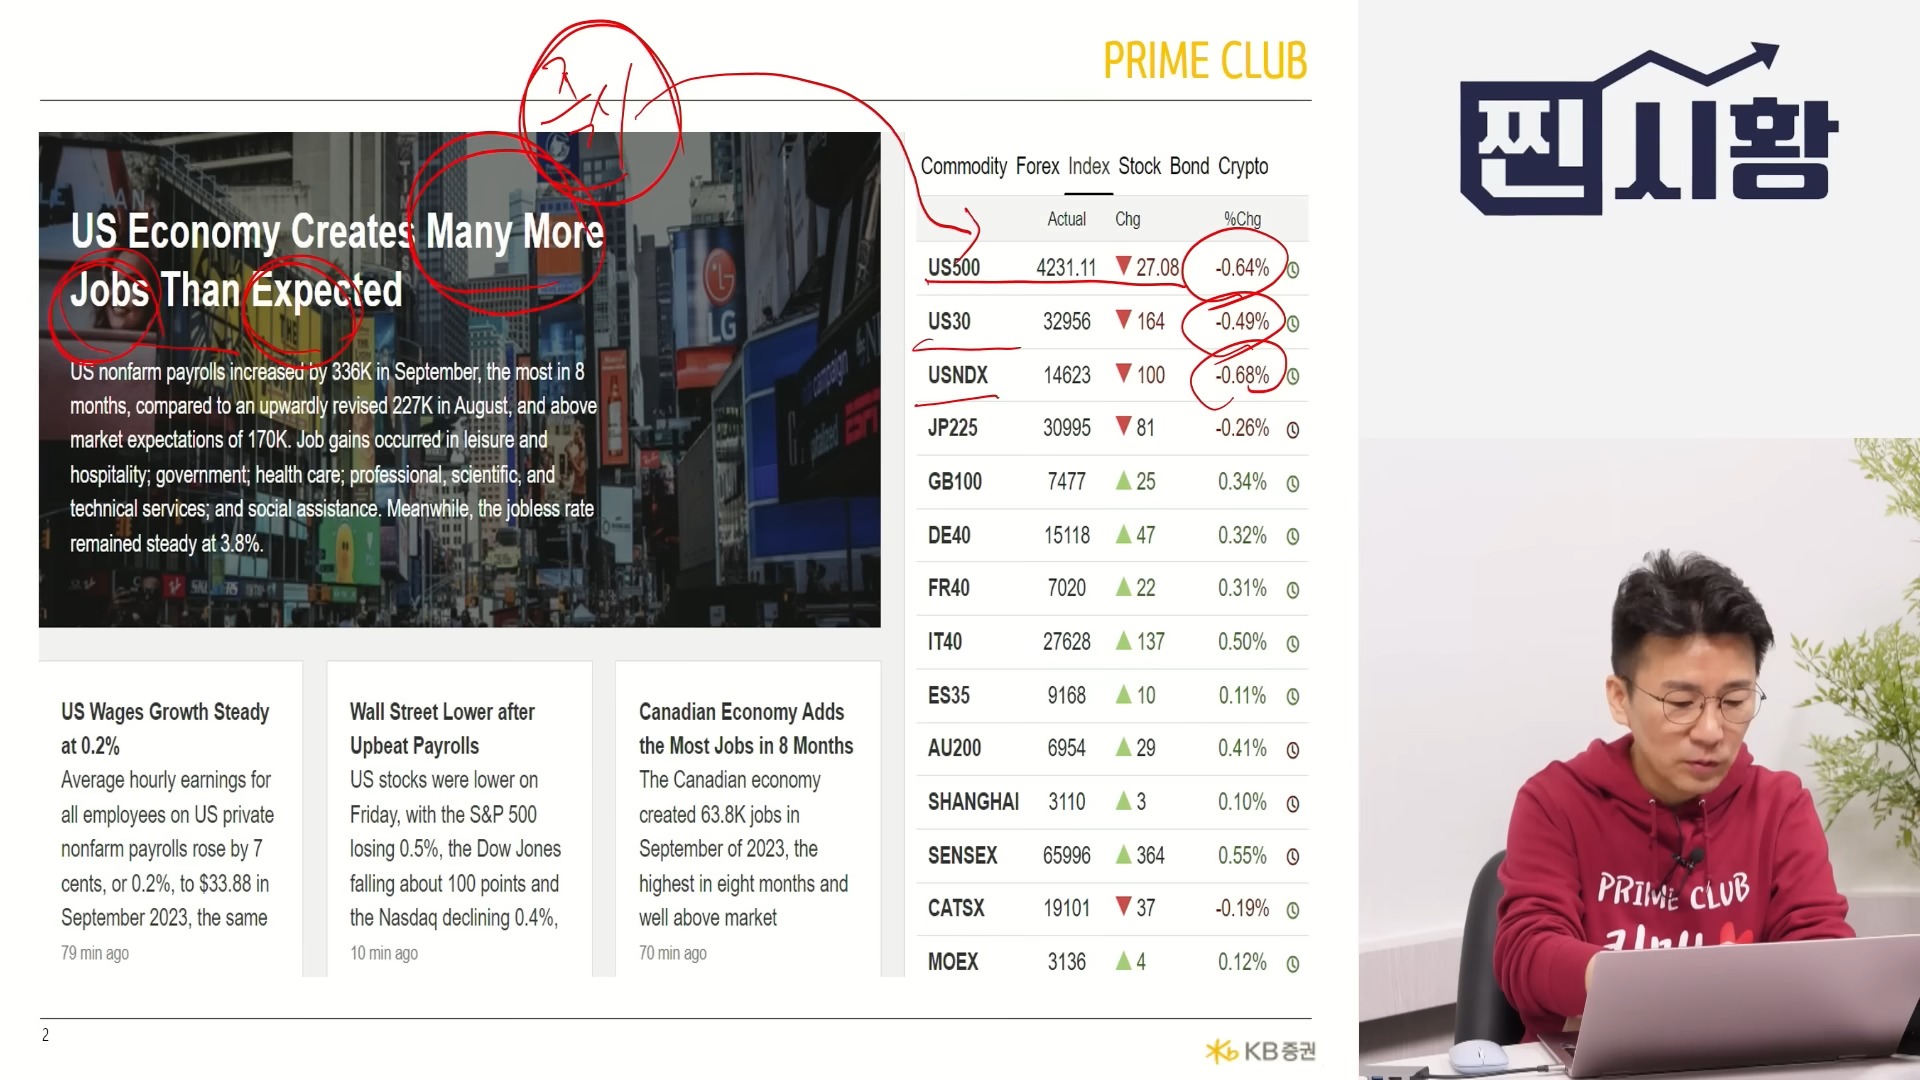 PRIME CLUB
주식
찐시황
US Economy Creates Many More
Jobs Than Expected
US nonfarm payrolls increased by 336K in September, the most in 8
months, compared to an upwardly revised 227K in August, and above
market expectations of 170K. Job gains occurred in leisure and
hospitality; government; health care; professional, scientific, and
technical services; and social assistance. Meanwhile, the jobless rate
remained steady at 3.8%.
LG
US Wages Growth Steady
at 0.2%
Average hourly earnings for
all employees on US private
nonfarm payrolls rose by 7
cents, or 0.2%, to $33.88 in
September 2023, the same
79 min ago
Wall Street Lower after
Upbeat Payrolls
US stocks were lower on
Friday, with the S&P 500
losing 0.5%, the Dow Jones
falling about 100 points and
the Nasdaq declining 0.4%,
10 min ago
Canadian Economy Adds
the Most Jobs in 8 Months
The Canadian economy
created 63.8K jobs in
September of 2023, the
highest in eight months and
well above market
70 min ago
Commodity Forex Index Stock Bond Crypto
Actual Chg %Chg
US500 4231.11 ▼ 27.08 -0.64%
US30 32956 ▼ 164 -0.49%
USNDX 14623 ▼ 100 -0.68%
JP225 30995 ▼ 81 -0.26%
GB100 7477 ▲ 25 0.34%
DE40 15118 ▲ 47 0.32%
FR40 7020 ▲ 22 0.31%
IT40 27628 ▲ 137 0.50%
ES35 9168 ▲ 10 0.11%
AU200 6954 ▲ 29 0.41%
SHANGHAI 3110 ▲ 3 0.10%
SENSEX 65996 ▲ 364 0.55%
CATSX 19101 ▼ 37 -0.19%
MOEX 3136 ▲ 4 0.12%
PRIME CLUB
2
KB증권